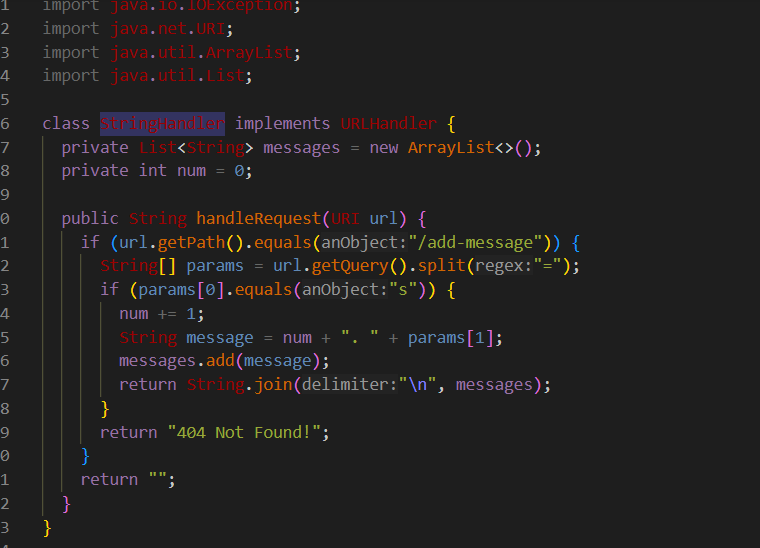 1 import java.io.IOException;
2 import java.net.URI;
3 import java.util.ArrayList;
4 import java.util.List;
5
6 class StringHandler implements URLHandler {
7 private List<String> messages = new ArrayList<>();
8 private int num = 0;
9
0 public String handleRequest(URI url) {
1 if (url.getPath().equals(anObject:"/add-message")) {
2 String[] params = url.getQuery().split(regex:"=");
3 if (params[0].equals(anObject:"s")) {
4 num += 1;
5 String message = num + ". " + params[1];
6 messages.add(message);
7 return String.join(delimiter:"\n", messages);
8 }
9 return "404 Not Found!";
0 }
1 return "";
2 }
3 }